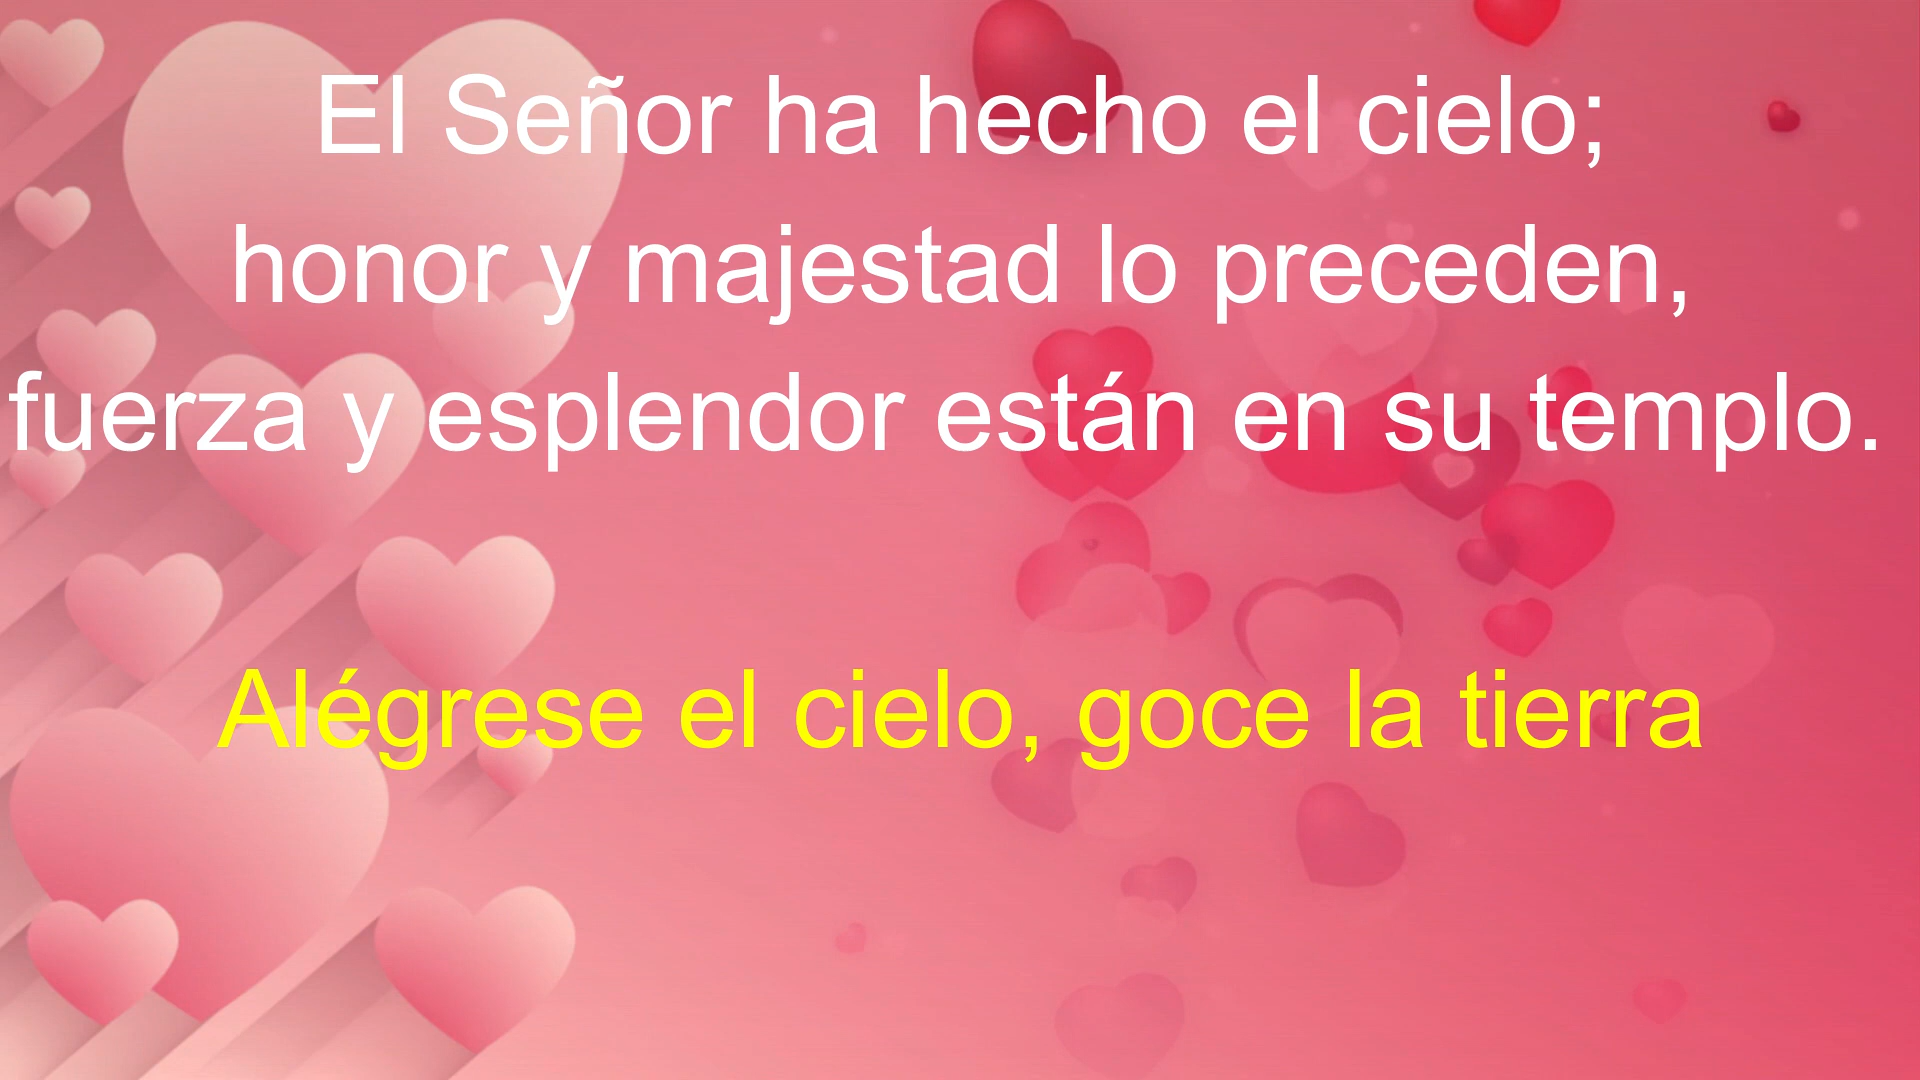 El Señor ha hecho el cielo;
honor y majestad lo preceden,
fuerza y esplendor están en su templo.
Alégrese el cielo, goce la tierra